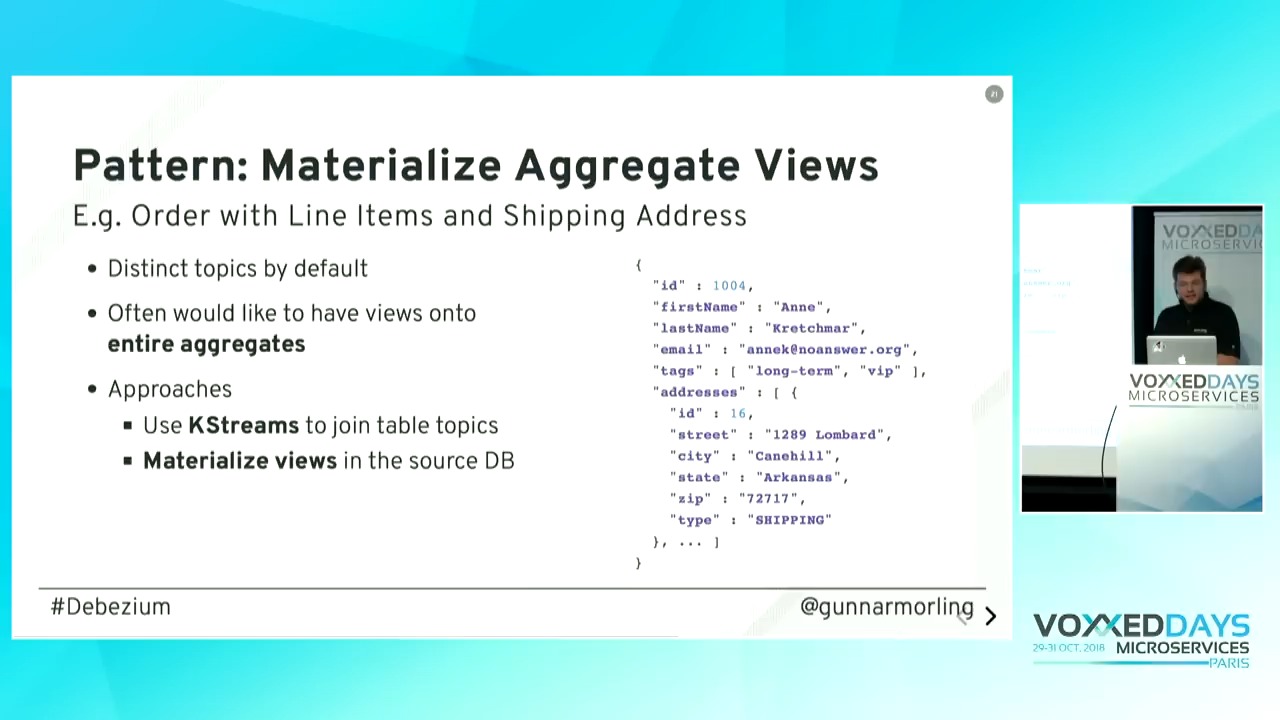 21
Pattern: Materialize Aggregate Views
E.g. Order with Line Items and Shipping Address
• Distinct topics by default
• Often would like to have views onto
entire aggregates
• Approaches
▪ Use KStreams to join table topics
▪ Materialize views in the source DB
{
"id" : 1004,
"firstName" : "Anne",
"lastName" : "Kretchmar",
"email" : "annek@noanswer.org",
"tags" : [ "long-term", "vip" ],
"addresses" : [ {
"id" : 16,
"street" : "1289 Lombard",
"city" : "Canehill",
"state" : "Arkansas",
"zip" : "72717",
"type" : "SHIPPING"
}, ... ]
}
#Debezium
@gunnarmorling
VOXXEDDA
MICROSERVIC
VOXXEDDAYS
MICROSERVICES
VOXXEDDAYS
29-31 OCT. 2018 MICROSERVICES
PARIS